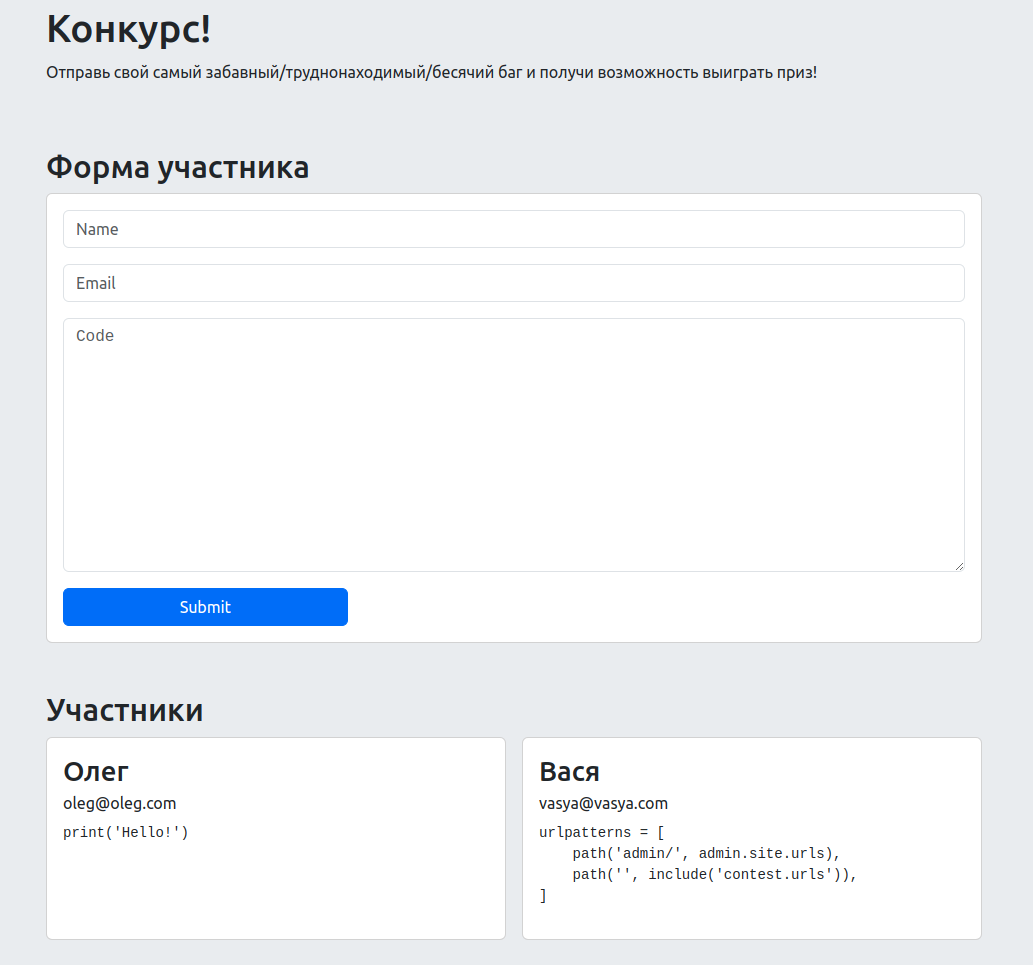 Конкурс!
Отправь свой самый забавный/труднонаходимый/бесячий баг и получи возможность выиграть приз!
Форма участника
Name
Email
Code
Submit
Участники
Олег
oleg@oleg.com
print('Hello!')
Вася
vasya@vasya.com
urlpatterns = [
    path('admin/', admin.site.urls),
    path('', include('contest.urls')),
]